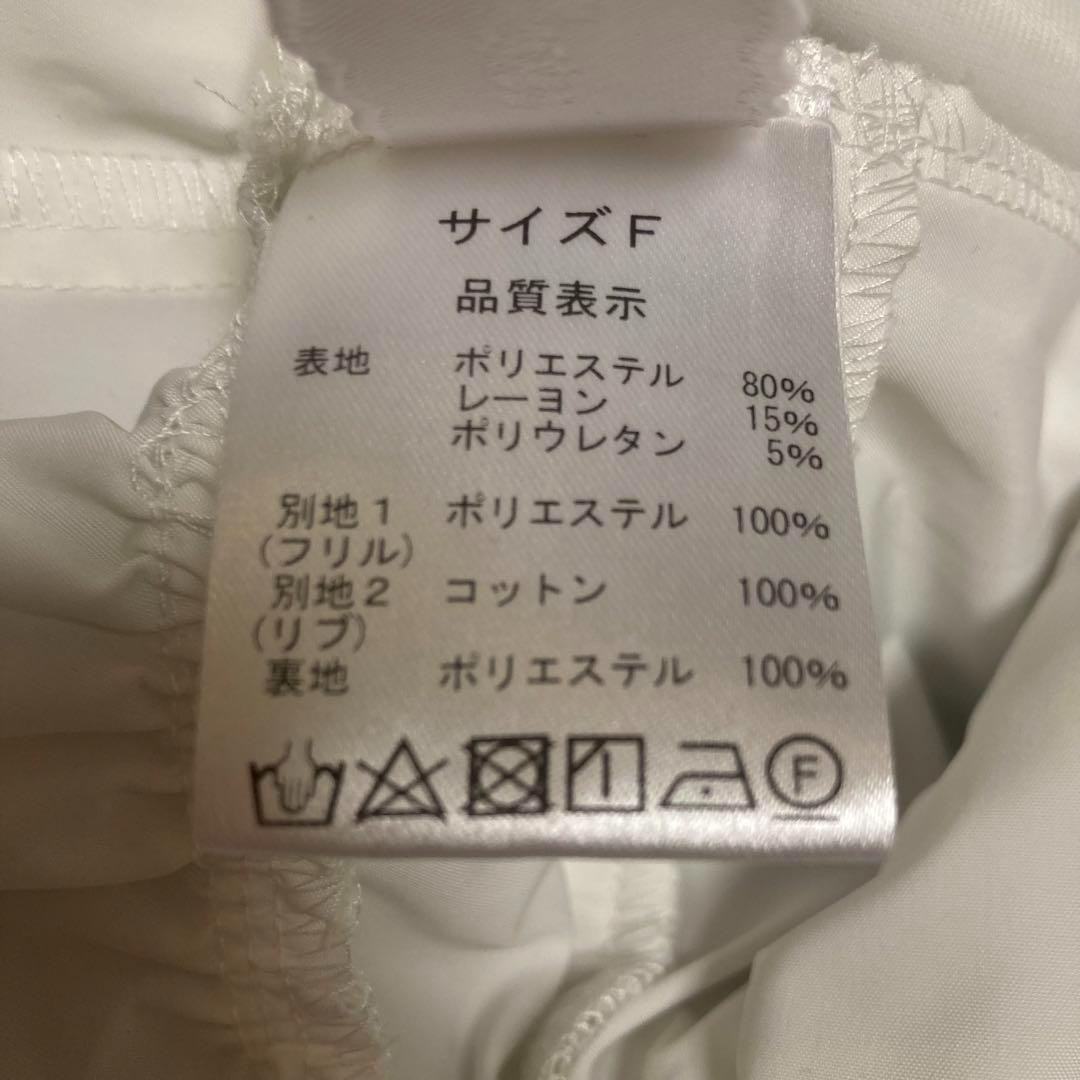 サイズF
品質表示
表地 ポリエステル 80%
レーヨン 15%
ポリウレタン 5%
別地1 ポリエステル 100%
(フリル)
別地2 コットン 100%
(リブ)
裏地 ポリエステル 100%
F